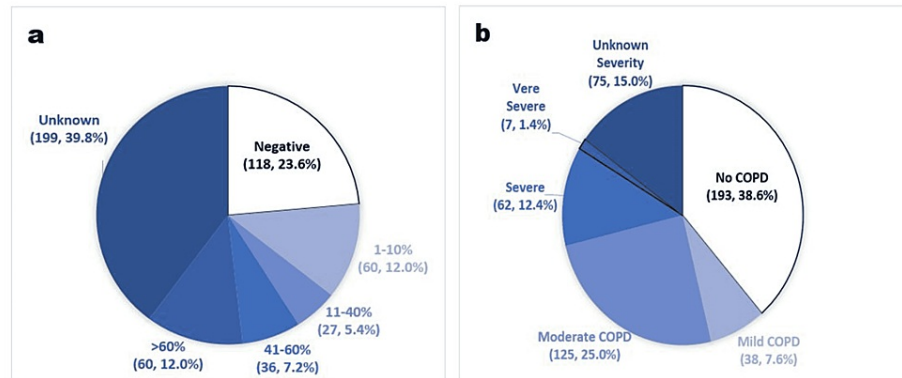 a
Unknown
(199, 39.8%)
Negative
(118, 23.6%)
1-10%
(60, 12.0%)
11-40%
(27, 5.4%)
41-60%
(36, 7.2%)
>60%
(60, 12.0%)
b
Unknown
Severity
(75, 15.0%)
Vere
Severe
(7, 1.4%)
Severe
(62, 12.4%)
No COPD
(193, 38.6%)
Moderate COPD
(125, 25.0%)
Mild COPD
(38, 7.6%)